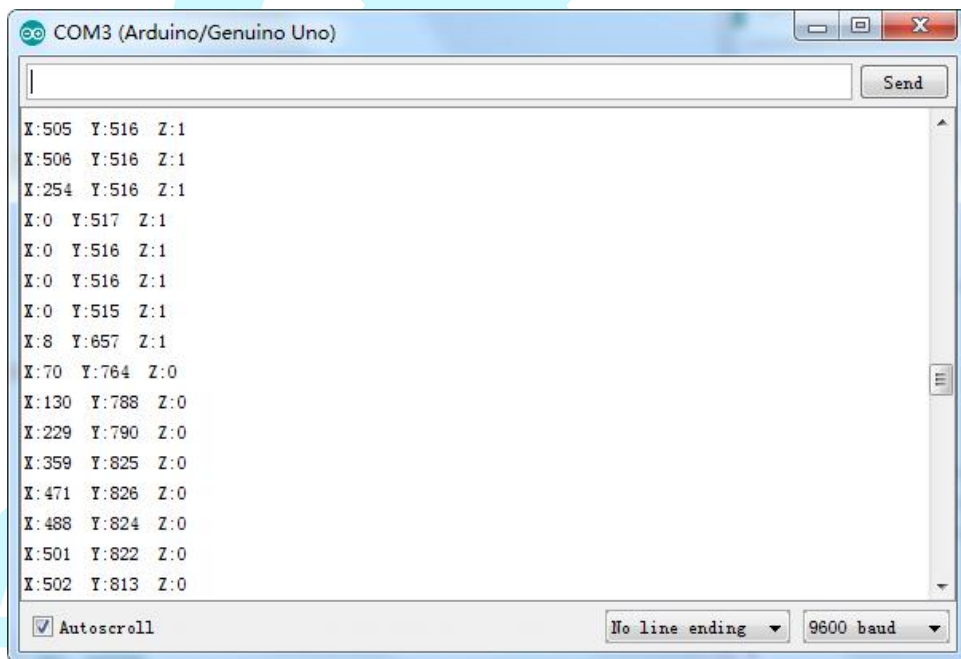 COM3 (Arduino/Genuino Uno)
Send
X:505 Y:516 Z:1
X:506 Y:516 Z:1
X:254 Y:516 Z:1
X:0 Y:517 Z:1
X:0 Y:516 Z:1
X:0 Y:516 Z:1
X:0 Y:515 Z:1
X:8 Y:657 Z:1
X:70 Y:764 Z:0
X:130 Y:788 Z:0
X:229 Y:790 Z:0
X:359 Y:825 Z:0
X:471 Y:826 Z:0
X:488 Y:824 Z:0
X:501 Y:822 Z:0
X:502 Y:813 Z:0
Autoscroll No line ending 9600 baud